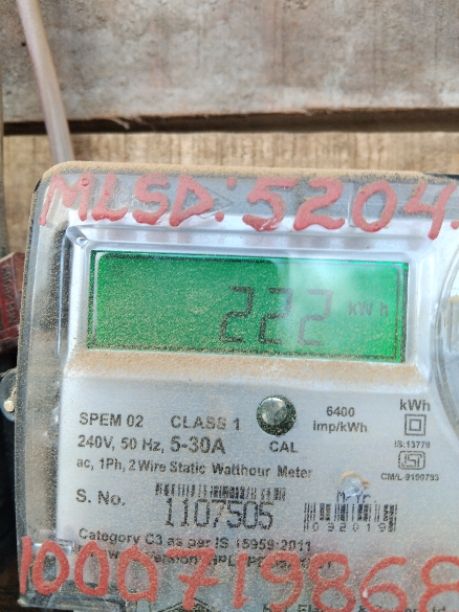 MLSD:5204.
222 kWh
SPEM 02 CLASS 1 6400 kWh
240V, 50 Hz, 5-30A CAL Imp/kWh
IS:13779
ac, 1Ph, 2 Wire Static Watthour Meter
CM/L-9100793
S. No. 1107505 092019
Category C3 as per IS 15959:2011
1000719868